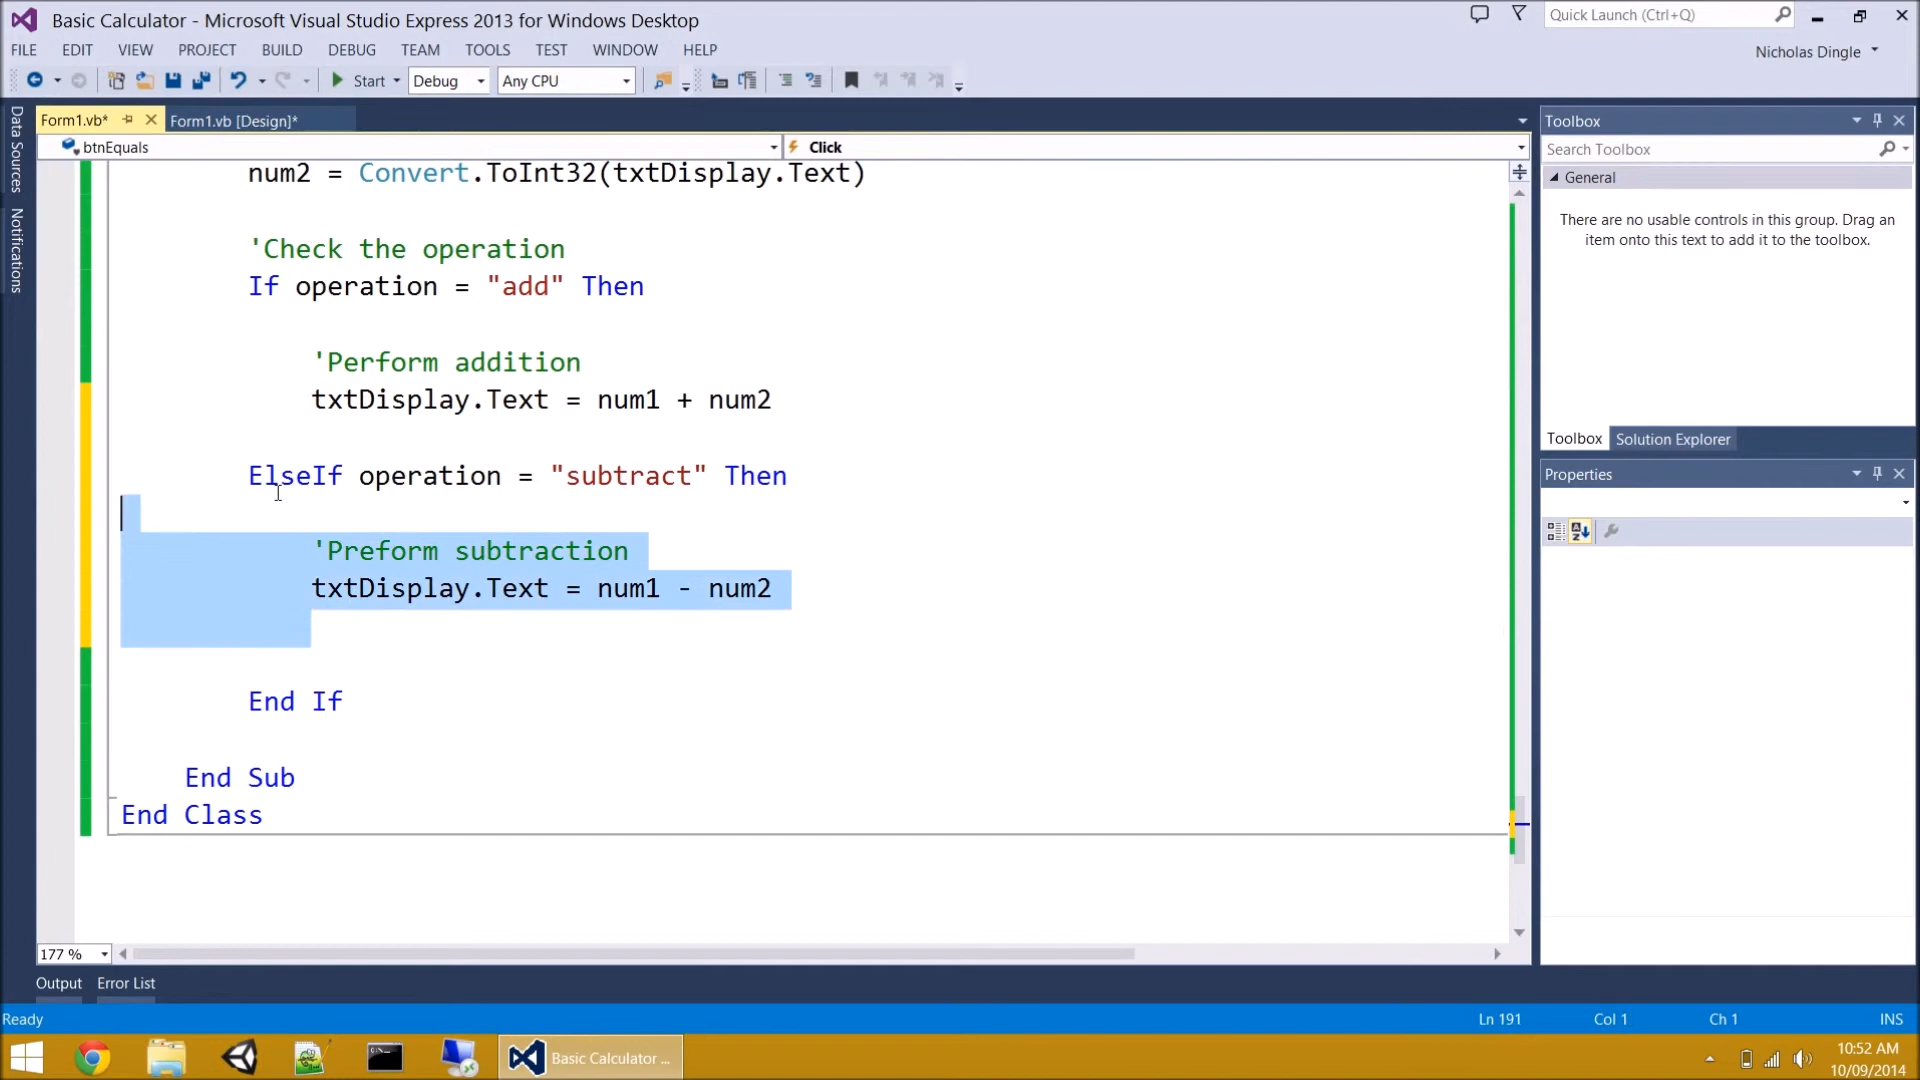 Basic Calculator - Microsoft Visual Studio Express 2013 for Windows Desktop
Quick Launch (Ctrl+Q)
FILE EDIT VIEW PROJECT BUILD DEBUG TEAM TOOLS TEST WINDOW HELP
Nicholas Dingle
Start Debug Any CPU
Data Sources
Notifications
Form1.vb* Form1.vb [Design]*
btnEquals Click
num2 = Convert.ToInt32(txtDisplay.Text)
'Check the operation
If operation = "add" Then
'Perform addition
txtDisplay.Text = num1 + num2
ElseIf operation = "subtract" Then
'Preform subtraction
txtDisplay.Text = num1 - num2
End If
End Sub
End Class
177 %
Toolbox
Search Toolbox
General
There are no usable controls in this group. Drag an
item onto this text to add it to the toolbox.
Toolbox Solution Explorer
Properties
Output Error List
Ready
Ln 191 Col 1 Ch 1 INS
Basic Calculator ...
10:52 AM
10/09/2014